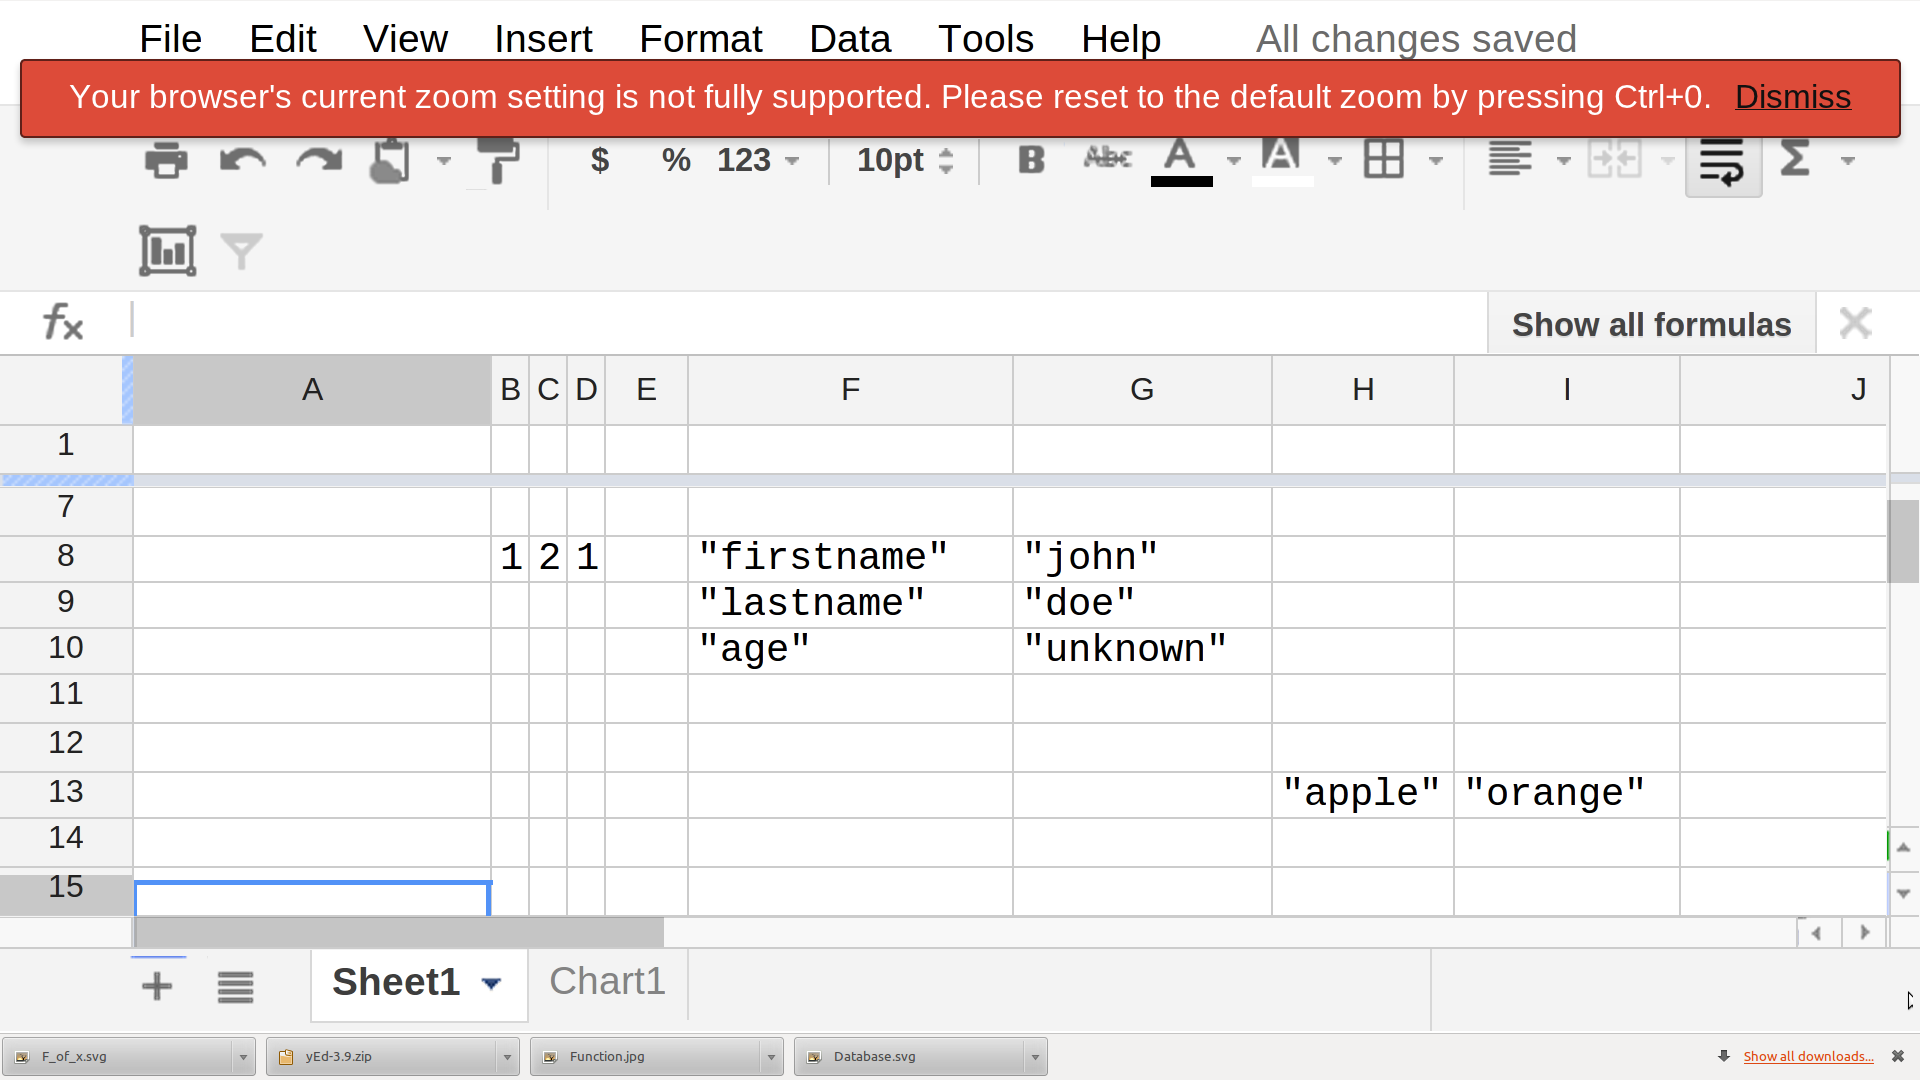 File Edit View Insert Format Data Tools Help All changes saved
Your browser's current zoom setting is not fully supported. Please reset to the default zoom by pressing Ctrl+0. Dismiss
$ % 123 10pt B Abc A A Σ
fx Show all formulas
A B C D E F G H I J
1
7
8 1 2 1 "firstname" "john"
9 "lastname" "doe"
10 "age" "unknown"
11
12
13 "apple" "orange"
14
15
Sheet1 Chart1
F_of_x.svg yEd-3.9.zip Function.jpg Database.svg Show all downloads...